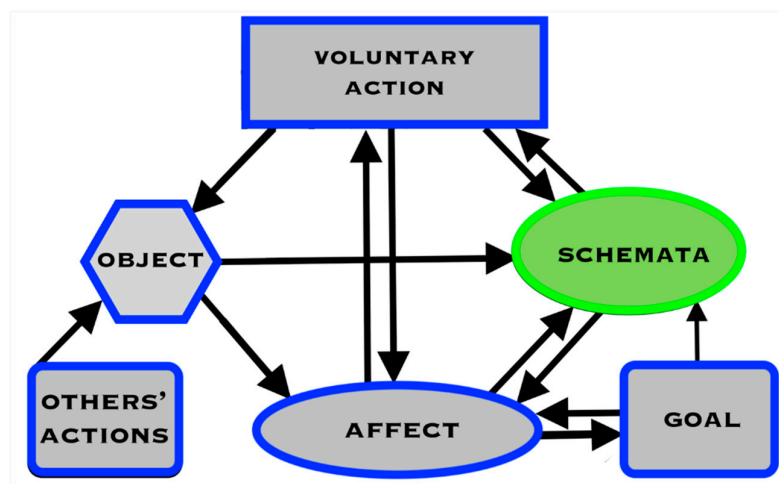 VOLUNTARY
ACTION
OBJECT
SCHEMATA
OTHERS'
ACTIONS
AFFECT
GOAL